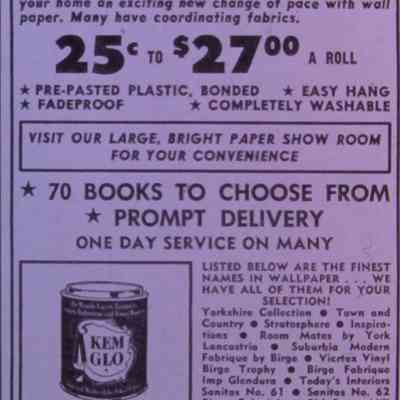 your home an exciting new change of pace with wall
paper. Many have coordinating fabrics.
25¢ TO $27⁰⁰ A ROLL
★ PRE-PASTED PLASTIC, BONDED ★ EASY HANG
★ FADEPROOF ★ COMPLETELY WASHABLE
VISIT OUR LARGE, BRIGHT PAPER SHOW ROOM
FOR YOUR CONVENIENCE
★ 70 BOOKS TO CHOOSE FROM
★ PROMPT DELIVERY
ONE DAY SERVICE ON MANY
LISTED BELOW ARE THE FINEST
NAMES IN WALLPAPER . . . WE
HAVE ALL OF THEM FOR YOUR
SELECTION!
Yorkshire Collection ● Town and
Country ● Stratosphere ● Inspira-
tions ● Room Mates by York
Lancastria ● Suburbia Modern
Fabrique by Birge ● Vicrtex Vinyl
Birge Trophy ● Birge Fabrique
Imp Glendura ● Today's Interiors
Sanitas No. 61 ● Sanitas No. 62
KEM
GLO